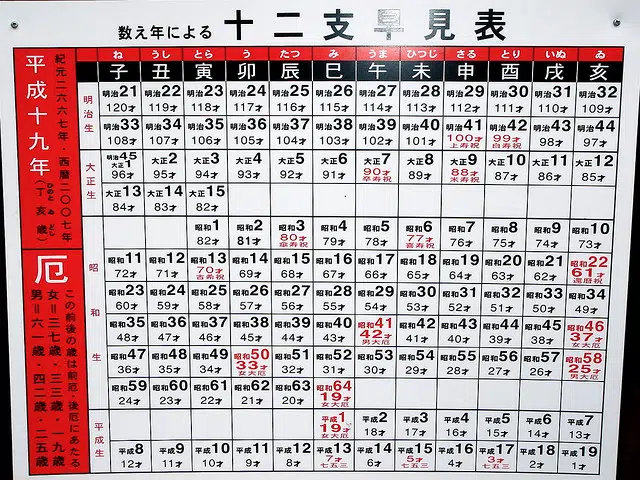 数え年による 十二支早見表
平成十九年(丁亥歳)
ひのと ゐ どし
紀元二六六七年・西暦二〇〇七年
ね うし とら う たつ み うま ひつじ さる とり いぬ ゐ
子 丑 寅 卯 辰 巳 午 未 申 酉 戌 亥
明治生
明治21 明治22 明治23 明治24 明治25 明治26 明治27 明治28 明治29 明治30 明治31 明治32
120才 119才 118才 117才 116才 115才 114才 113才 112才 111才 110才 109才
明治33 明治34 明治35 明治36 明治37 明治38 明治39 明治40 明治41 明治42 明治43 明治44
108才 107才 106才 105才 104才 103才 102才 101才 100才 99才 98才 97才
上寿祝 白寿祝
大正生
明治45 大正1 大正2 大正3 大正4 大正5 大正6 大正7 大正8 大正9 大正10 大正11 大正12
96才 95才 94才 93才 92才 91才 90才 89才 88才 87才 86才 85才
卒寿祝 米寿祝
大正13 大正14 大正15
84才 83才 82才
昭和生
昭和1 昭和2 昭和3 昭和4 昭和5 昭和6 昭和7 昭和8 昭和9 昭和10
82才 81才 80才 79才 78才 77才 76才 75才 74才 73才
傘寿祝 喜寿祝
昭和11 昭和12 昭和13 昭和14 昭和15 昭和16 昭和17 昭和18 昭和19 昭和20 昭和21 昭和22
72才 71才 70才 69才 68才 67才 66才 65才 64才 63才 62才 61才
古希祝 還暦祝
昭和23 昭和24 昭和25 昭和26 昭和27 昭和28 昭和29 昭和30 昭和31 昭和32 昭和33 昭和34
60才 59才 58才 57才 56才 55才 54才 53才 52才 51才 50才 49才
昭和35 昭和36 昭和37 昭和38 昭和39 昭和40 昭和41 昭和42 昭和43 昭和44 昭和45 昭和46
48才 47才 46才 45才 44才 43才 42才 41才 40才 39才 38才 37才
男大厄 女大厄
昭和47 昭和48 昭和49 昭和50 昭和51 昭和52 昭和53 昭和54 昭和55 昭和56 昭和57 昭和58
36才 35才 34才 33才 32才 31才 30才 29才 28才 27才 26才 25才
女大厄 男大厄
昭和59 昭和60 昭和61 昭和62 昭和63 昭和64
24才 23才 22才 21才 20才 19才
女大厄
平成生
平成1 平成2 平成3 平成4 平成5 平成6 平成7
19才 18才 17才 16才 15才 14才 13才
女大厄
平成8 平成9 平成10 平成11 平成12 平成13 平成14 平成15 平成16 平成17 平成18 平成19
12才 11才 10才 9才 8才 7才 6才 5才 4才 3才 2才 1才
七五三 七五三 七五三
厄
この前後の歳は前厄・後厄にあたる
女=三七歳・三三歳・一九歳
男=六一歳・四二歳・二五歳